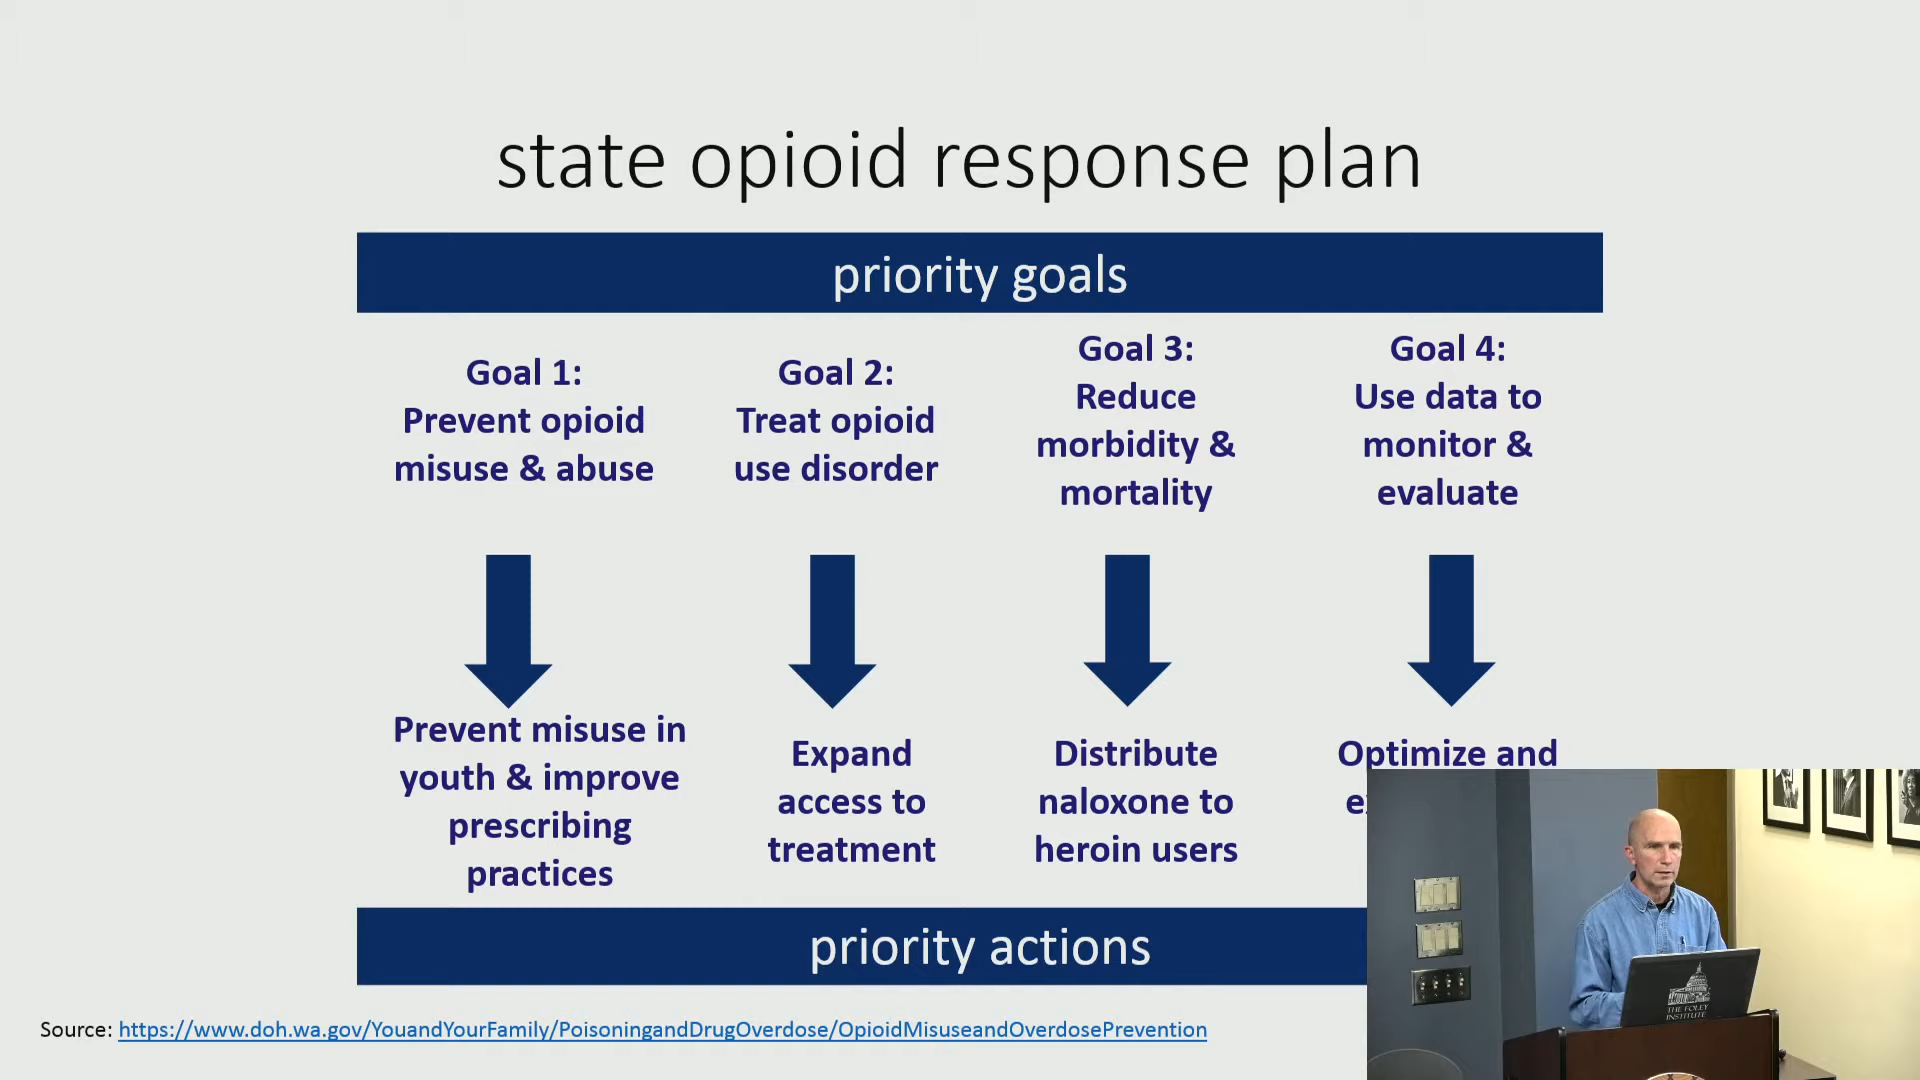 state opioid response plan
priority goals
Goal 1:
Prevent opioid
misuse & abuse
Goal 2:
Treat opioid
use disorder
Goal 3:
Reduce
morbidity &
mortality
Goal 4:
Use data to
monitor &
evaluate
Prevent misuse in
youth & improve
prescribing
practices
Expand
access to
treatment
Distribute
naloxone to
heroin users
Optimize and
priority actions
Source: https://www.doh.wa.gov/YouandYourFamily/PoisoningandDrugOverdose/OpioidMisuseandOverdosePrevention
THE FOLEY
INSTITUTE